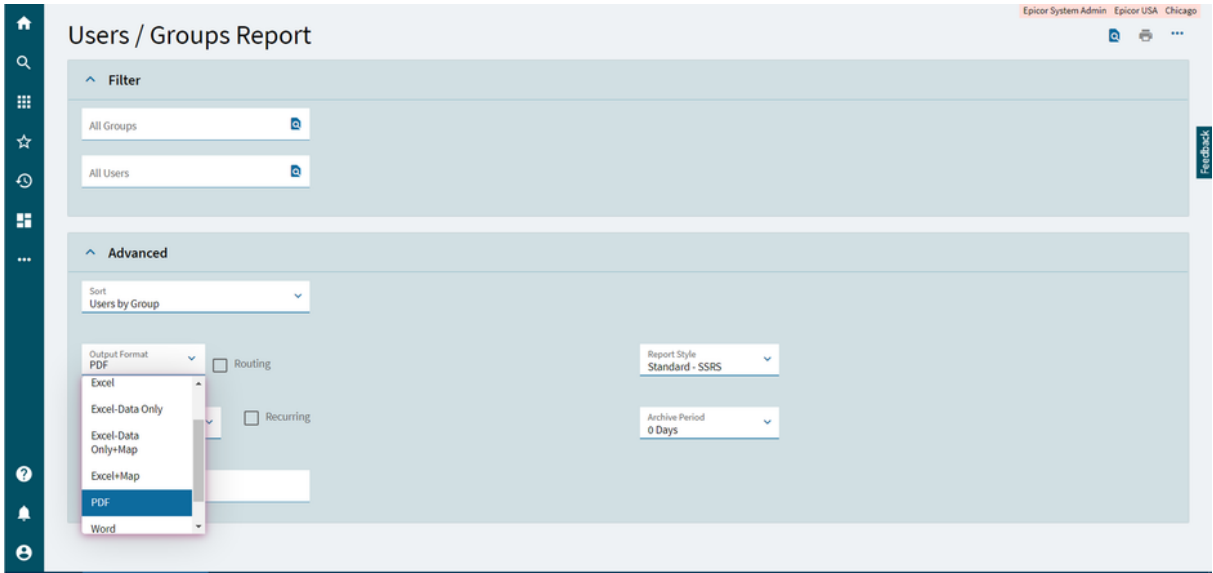 Epicor System Admin Epicor USA Chicago
Users / Groups Report
Filter
All Groups
All Users
Feedback
Advanced
Sort
Users by Group
Output Format
PDF
Routing
Report Style
Standard - SSRS
Excel
Excel-Data Only
Recurring
Archive Period
0 Days
Excel-Data
Only+Map
Excel+Map
PDF
Word